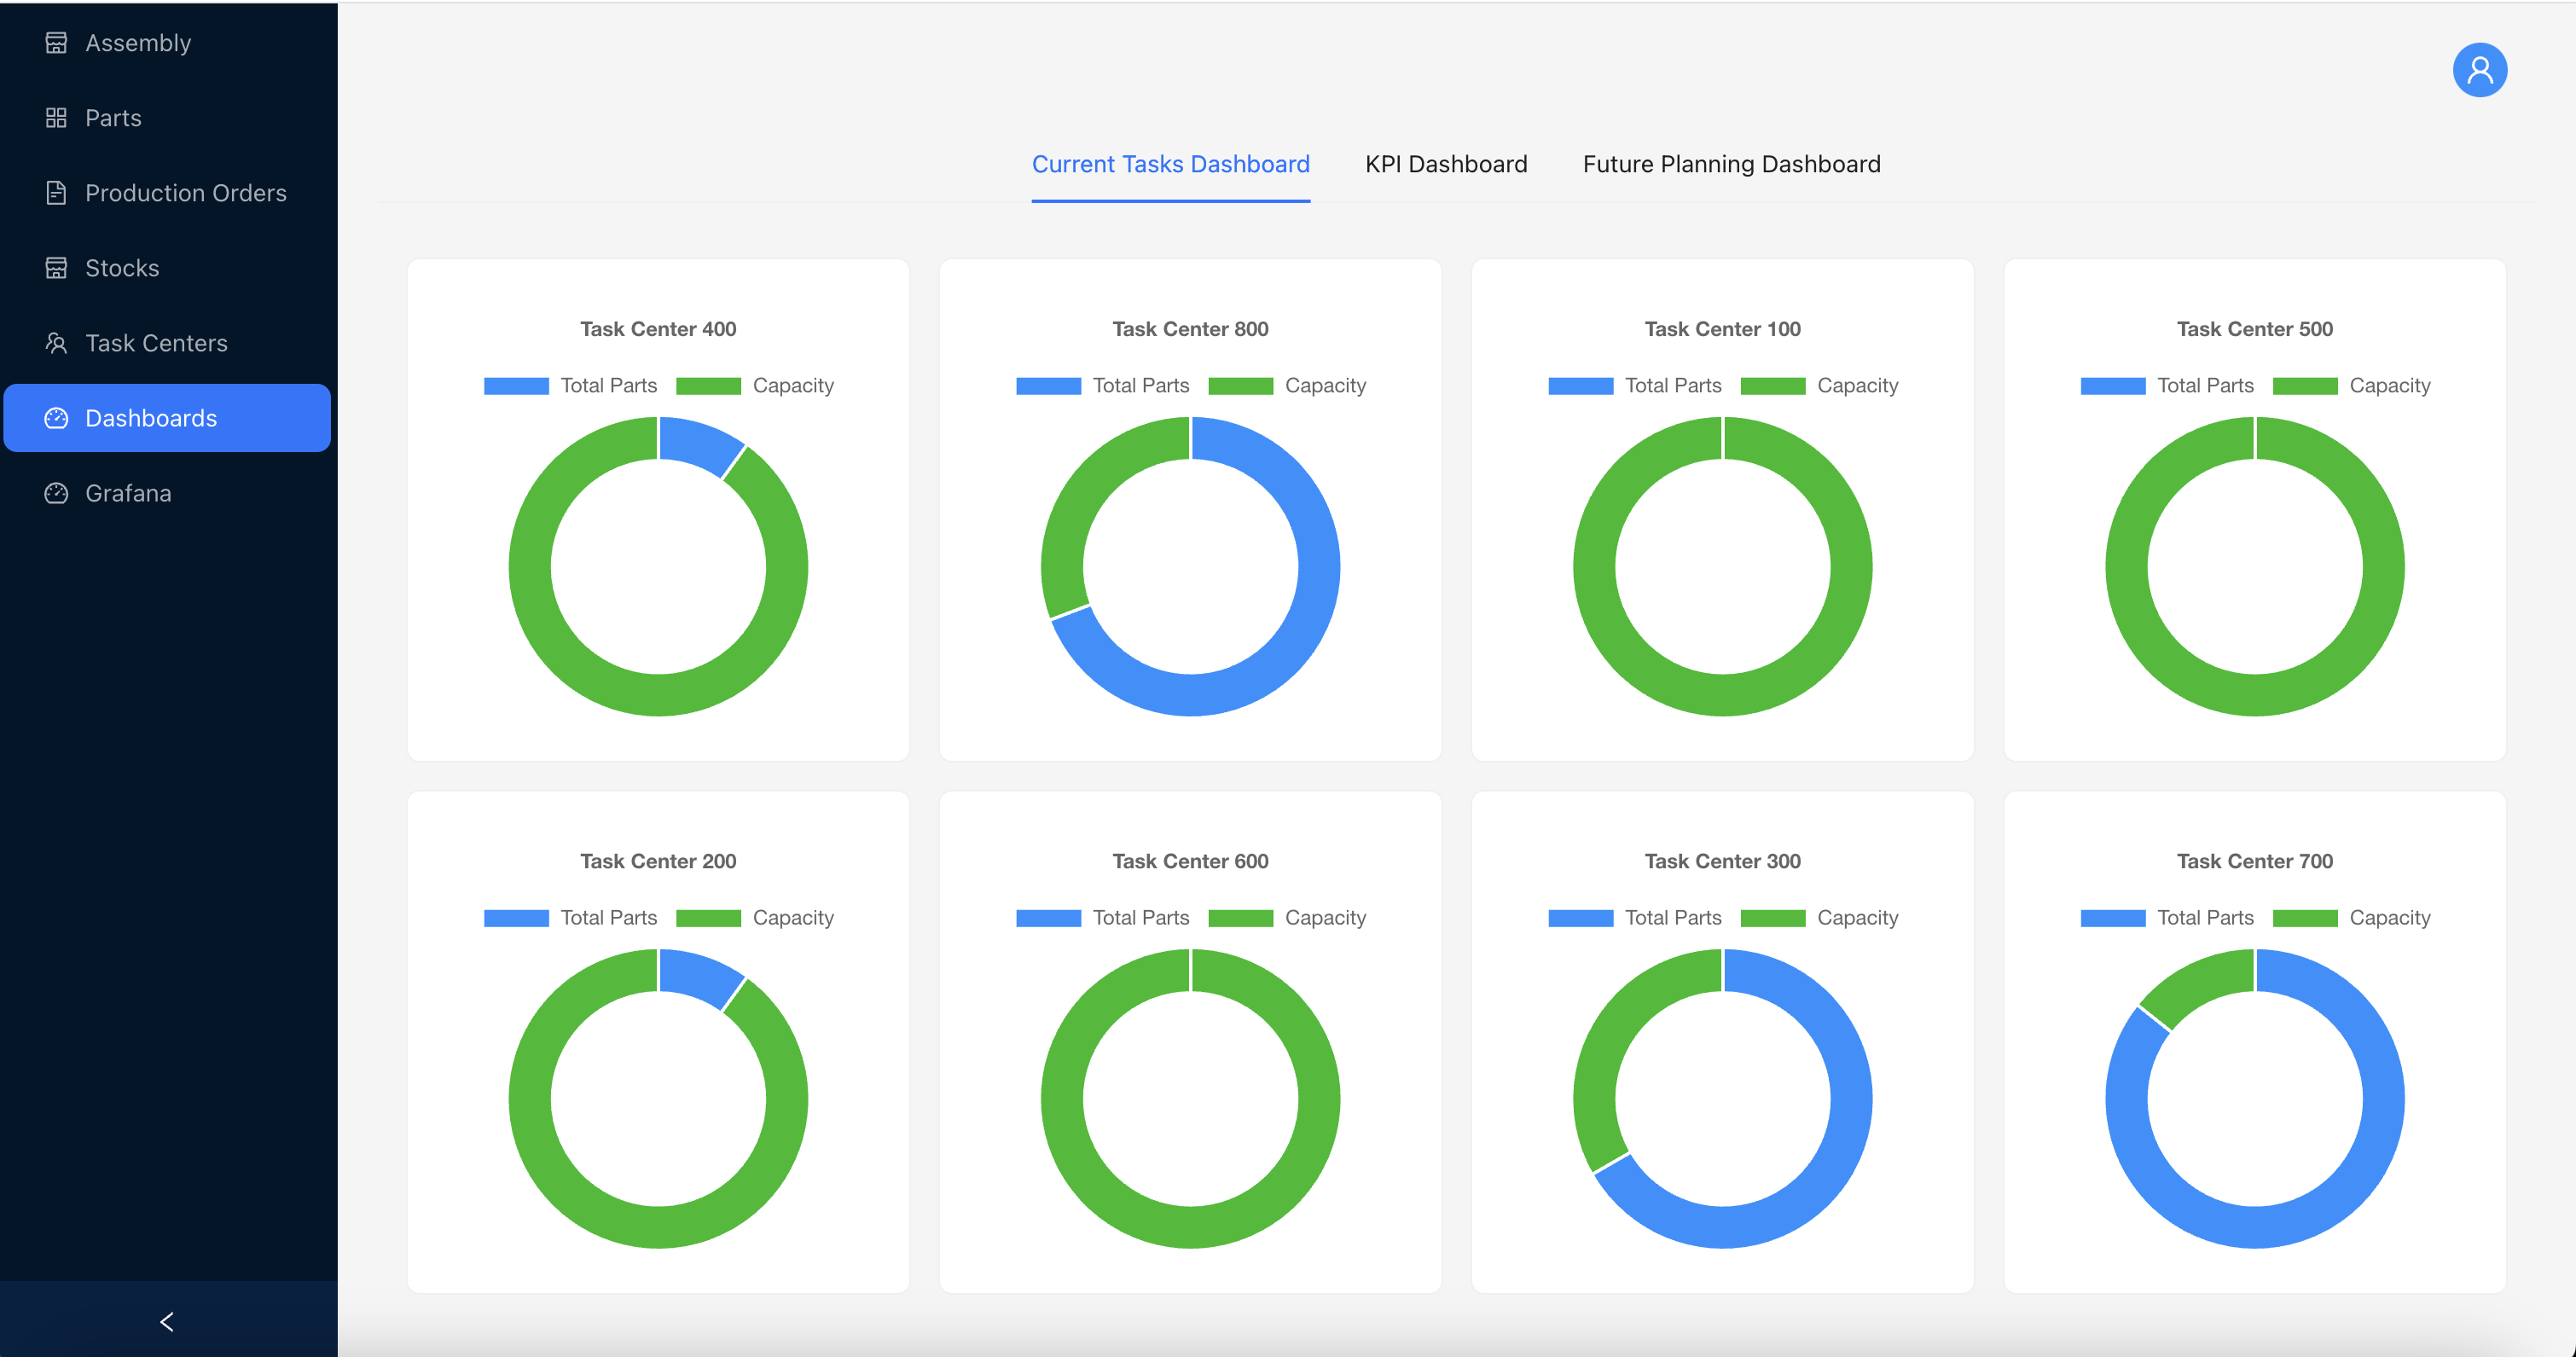 Assembly
Parts
Production Orders
Stocks
Task Centers
Dashboards
Grafana
Current Tasks Dashboard KPI Dashboard Future Planning Dashboard
Task Center 400
Total Parts Capacity
Task Center 800
Total Parts Capacity
Task Center 100
Total Parts Capacity
Task Center 500
Total Parts Capacity
Task Center 200
Total Parts Capacity
Task Center 600
Total Parts Capacity
Task Center 300
Total Parts Capacity
Task Center 700
Total Parts Capacity